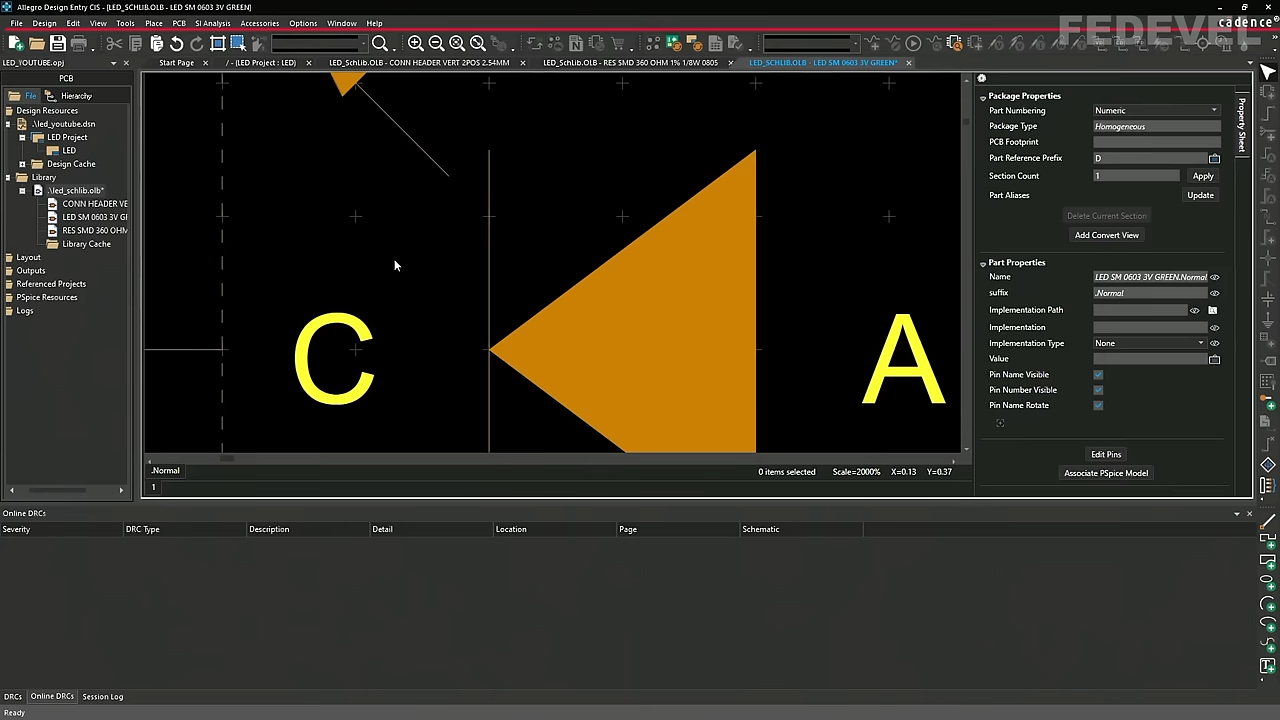 Allegro Design Entry CIS - [LED_SCHLIB.OLB - LED SM 0603 3V GREEN]
File Design Edit View Tools Place PCB SI Analysis Accessories Options Window Help
FEDEVEL
cadence
LED_YOUTUBE.opj
Start Page
/ - (LED Project : LED)
LED_Schlib.OLB - CONN HEADER VERT 2POS 2.54MM
LED_Schlib.OLB - RES SMD 360 OHM 1% 1/8W 0805
LED_SCHLIB.OLB - LED SM 0603 3V GREEN*
PCB
File Hierarchy
Design Resources
.\led_youtube.dsn
LED Project
LED
Design Cache
Library
.\led_schlib.olb*
CONN HEADER VE
LED SM 0603 3V GF
RES SMD 360 OHM
Library Cache
Layout
Outputs
Referenced Projects
PSpice Resources
Logs
C
A
.Normal
0 items selected Scale=2000% X=0.13 Y=0.37
1
Property Sheet
Package Properties
Part Numbering Numeric
Package Type Homogeneous
PCB Footprint
Part Reference Prefix D
Section Count 1 Apply
Part Aliases Update
Delete Current Section
Add Convert View
Part Properties
Name LED SM 0603 3V GREEN.Normal
suffix .Normal
Implementation Path
Implementation
Implementation Type None
Value
Pin Name Visible
Pin Number Visible
Pin Name Rotate
Edit Pins
Associate PSpice Model
Online DRCs
Severity DRC Type Description Detail Location Page Schematic
DRCs Online DRCs Session Log
Ready